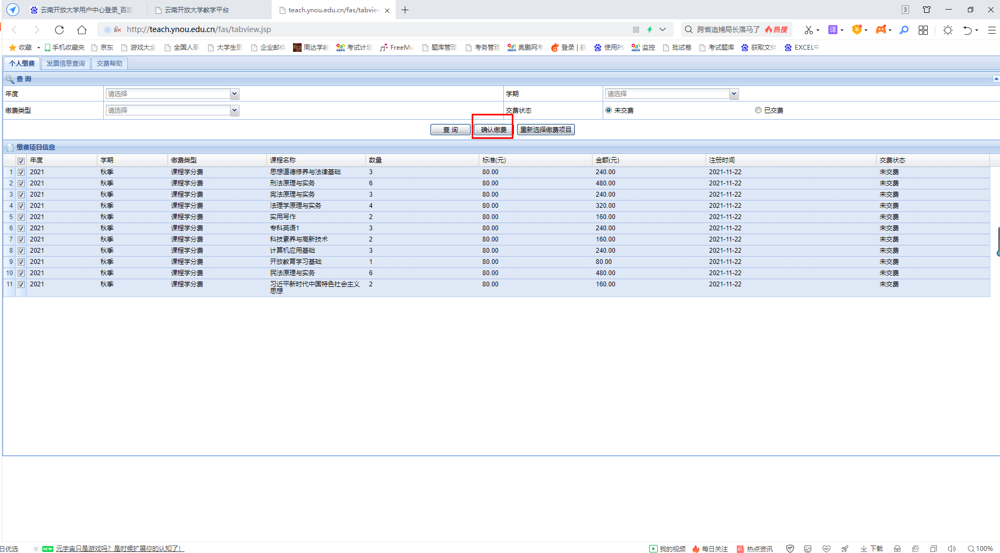 云南开放大学用户中心登录_百度
云南开放大学教学平台
teach.ynou.edu.cn/fas/tabview
3
http://teach.ynou.edu.cn/fas/tabview.jsp
跨省追捕局长落马了 热搜
译
收藏 手机收藏夹 京东 游戏大全 全国人事 大学生医 企业邮件 周达学教 考试计划 FreeMu 题库管理 考务管理 奥鹏网考 登录 | 获 使用PS 监控 批试卷 考试题库 获取文件 EXCEL中
个人缴费 发票信息查询 交费帮助
查 询
年度 请选择 学期 请选择
缴费类型 请选择 交费状态 未交费 已交费
查 询 确认缴费 重新选择缴费项目
缴费项目信息
年度 学期 缴费类型 课程名称 数量 标准(元) 金额(元) 注册时间 交费状态
1 2021 秋季 课程学分费 思想道德修养与法律基础 3 80.00 240.00 2021-11-22 未交费
2 2021 秋季 课程学分费 刑法原理与实务 6 80.00 480.00 2021-11-22 未交费
3 2021 秋季 课程学分费 宪法原理与实务 3 80.00 240.00 2021-11-22 未交费
4 2021 秋季 课程学分费 法理学原理与实务 4 80.00 320.00 2021-11-22 未交费
5 2021 秋季 课程学分费 实用写作 2 80.00 160.00 2021-11-22 未交费
6 2021 秋季 课程学分费 专科英语1 3 80.00 240.00 2021-11-22 未交费
7 2021 秋季 课程学分费 科技素养与高新技术 2 80.00 160.00 2021-11-22 未交费
8 2021 秋季 课程学分费 计算机应用基础 3 80.00 240.00 2021-11-22 未交费
9 2021 秋季 课程学分费 开放教育学习基础 1 80.00 80.00 2021-11-22 未交费
10 2021 秋季 课程学分费 民法原理与实务 6 80.00 480.00 2021-11-22 未交费
11 2021 秋季 课程学分费 习近平新时代中国特色社会主义 2 80.00 160.00 2021-11-22 未交费
思想
日优选 NEW 元宇宙只是游戏吗？是时候扩展你的认知了！ 我的视频 每日关注 热点资讯 下载 100%